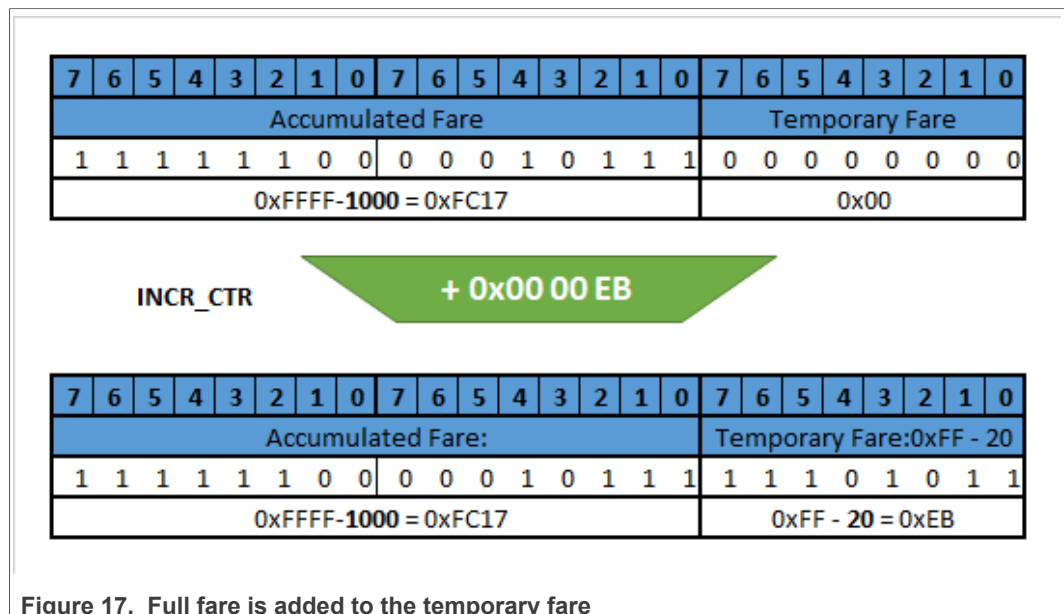 7 6 5 4 3 2 1 0 7 6 5 4 3 2 1 0 7 6 5 4 3 2 1 0
Accumulated Fare Temporary Fare
1 1 1 1 1 1 0 0 0 0 0 1 0 1 1 1 0 0 0 0 0 0 0 0
0xFFFF-1000 = 0xFC17 0x00
INCR_CTR + 0x00 00 EB
7 6 5 4 3 2 1 0 7 6 5 4 3 2 1 0 7 6 5 4 3 2 1 0
Accumulated Fare: Temporary Fare:0xFF - 20
1 1 1 1 1 1 0 0 0 0 0 1 0 1 1 1 1 1 1 0 1 0 1 1
0xFFFF-1000 = 0xFC17 0xFF - 20 = 0xEB
Figure 17. Full fare is added to the temporary fare